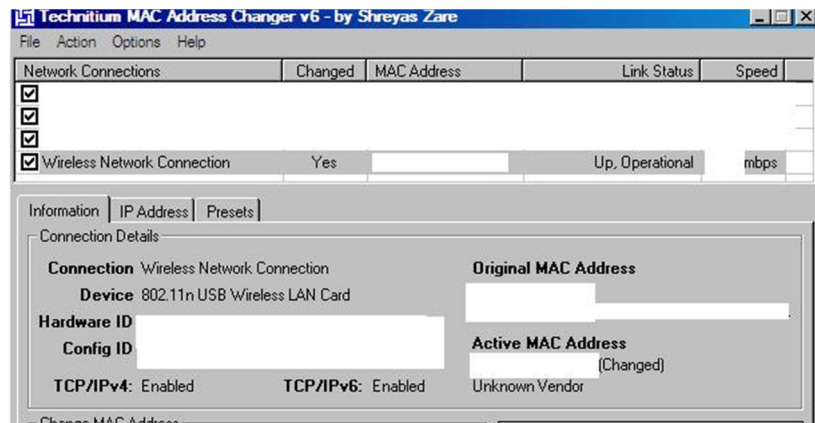 Technitium MAC Address Changer v6 - by Shreyas Zare
File Action Options Help
Network Connections Changed MAC Address Link Status Speed
Wireless Network Connection Yes Up, Operational mbps
Information IP Address Presets
Connection Details
Connection Wireless Network Connection Original MAC Address
Device 802.11n USB Wireless LAN Card
Hardware ID
Config ID Active MAC Address
(Changed)
TCP/IPv4: Enabled TCP/IPv6: Enabled Unknown Vendor
Change MAC Address